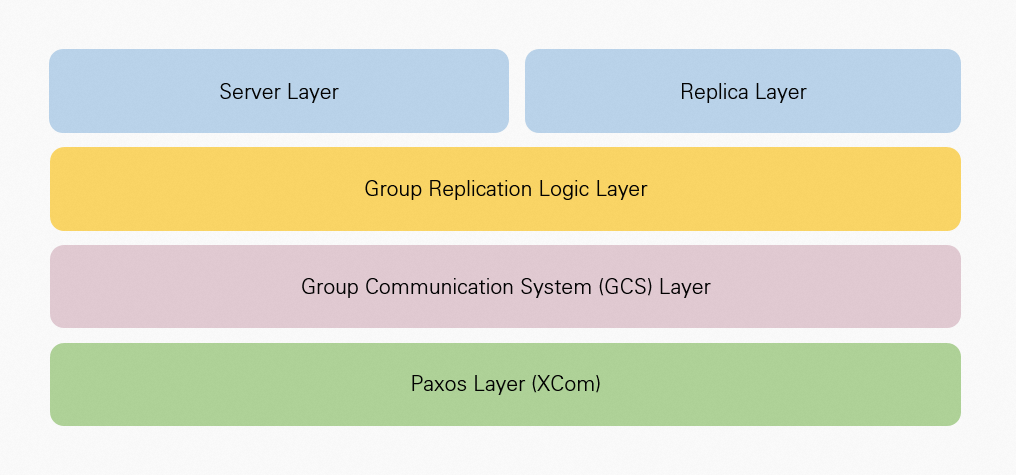 Server Layer
Replica Layer
Group Replication Logic Layer
Group Communication System (GCS) Layer
Paxos Layer (XCom)